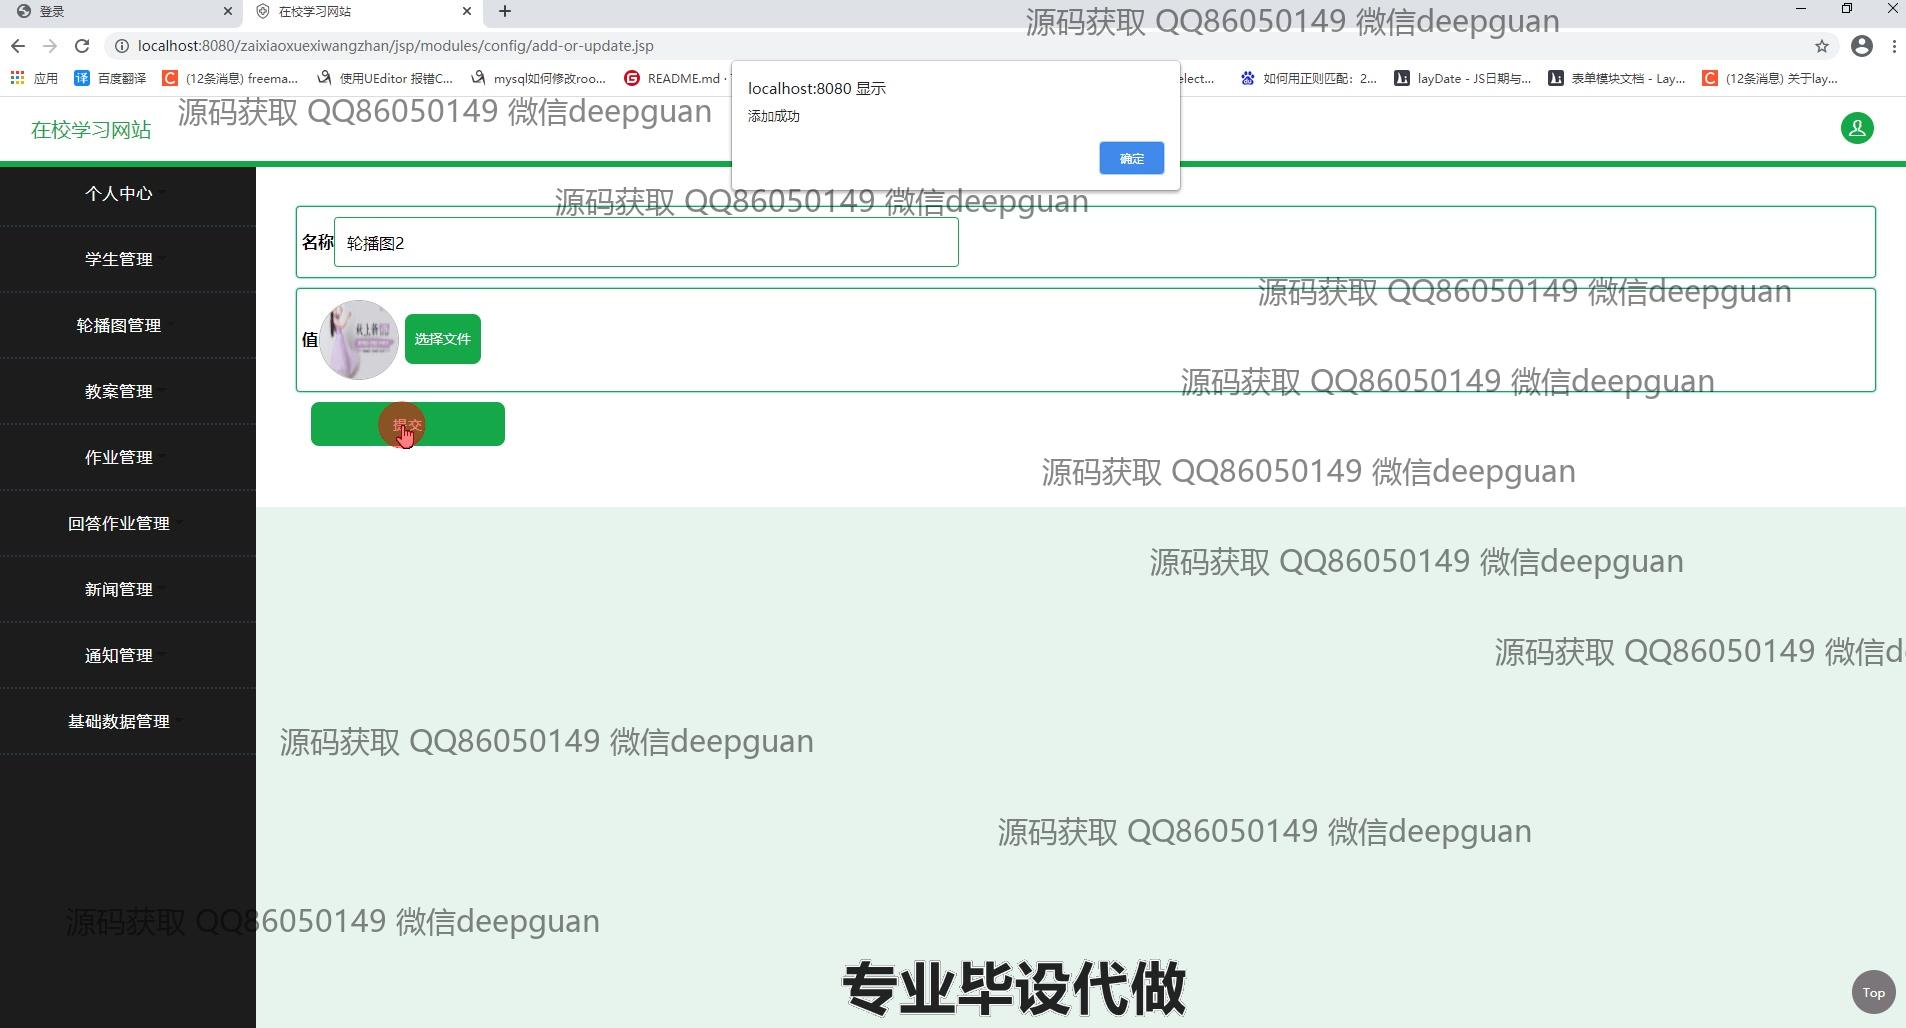 登录
在校学习网站
源码获取 QQ86050149 微信deepguan
localhost:8080/zaixiaoxuexiwangzhan/jsp/modules/config/add-or-update.jsp
应用
百度翻译
(12条消息) freema...
使用UEditor 报错C...
mysql如何修改roo...
README.md ·
elect...
如何用正则匹配：2...
layDate - JS日期与...
表单模块文档 - Lay...
(12条消息) 关于lay...
localhost:8080 显示
添加成功
确定
在校学习网站
源码获取 QQ86050149 微信deepguan
个人中心
源码获取 QQ86050149 微信deepguan
名称
轮播图2
学生管理
源码获取 QQ86050149 微信deepguan
轮播图管理
值
秋上新
选择文件
教案管理
源码获取 QQ86050149 微信deepguan
提交
作业管理
源码获取 QQ86050149 微信deepguan
回答作业管理
源码获取 QQ86050149 微信deepguan
新闻管理
通知管理
源码获取 QQ86050149 微信d
基础数据管理
源码获取 QQ86050149 微信deepguan
源码获取 QQ86050149 微信deepguan
源码获取 QQ86050149 微信deepguan
专业毕设代做
Top